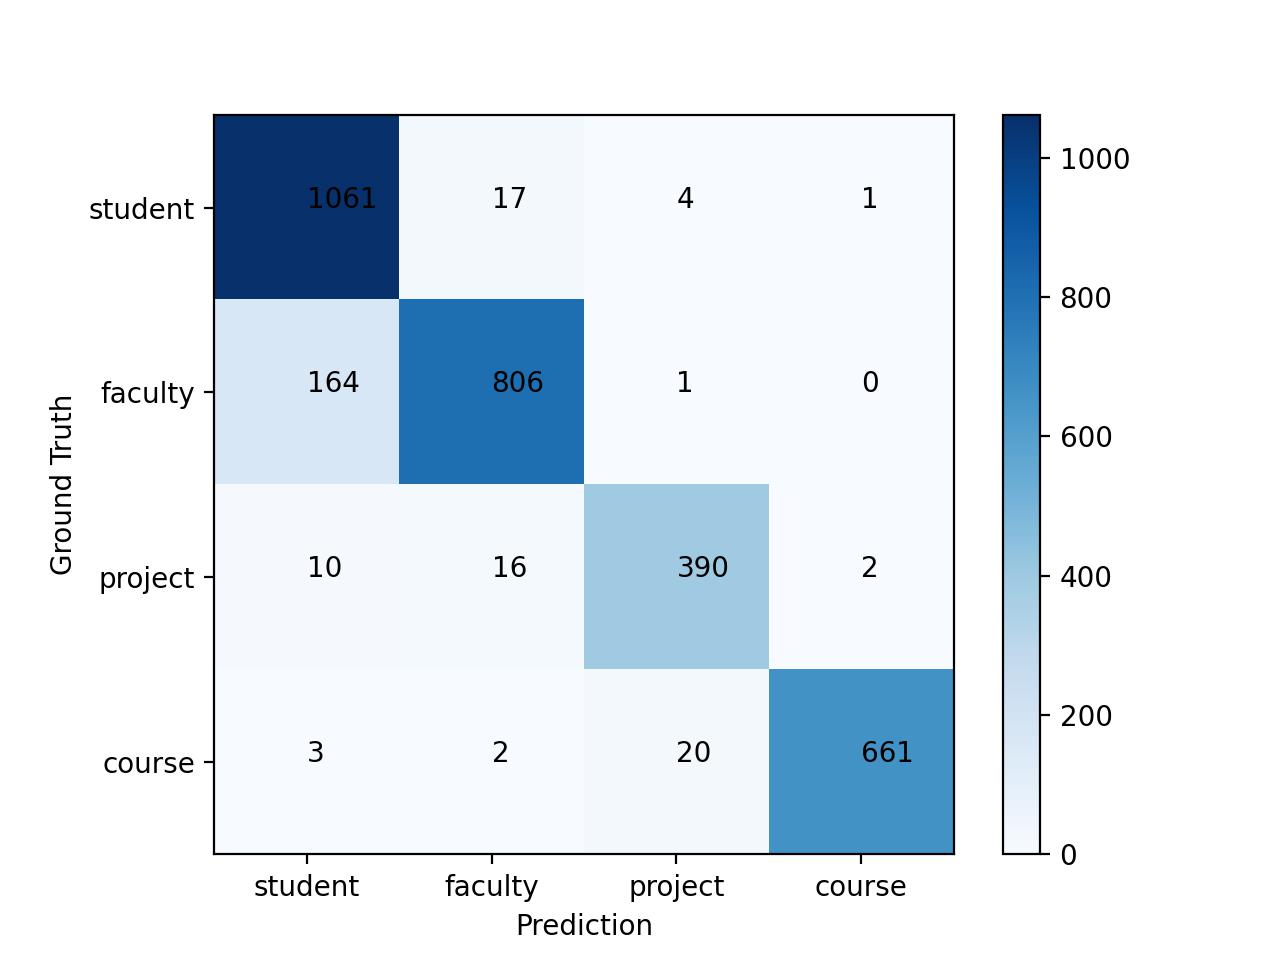 student 1061 17 4 1
faculty 164 806 1 0
project 10 16 390 2
course 3 2 20 661
student faculty project course
Prediction
Ground Truth
1000
800
600
400
200
0